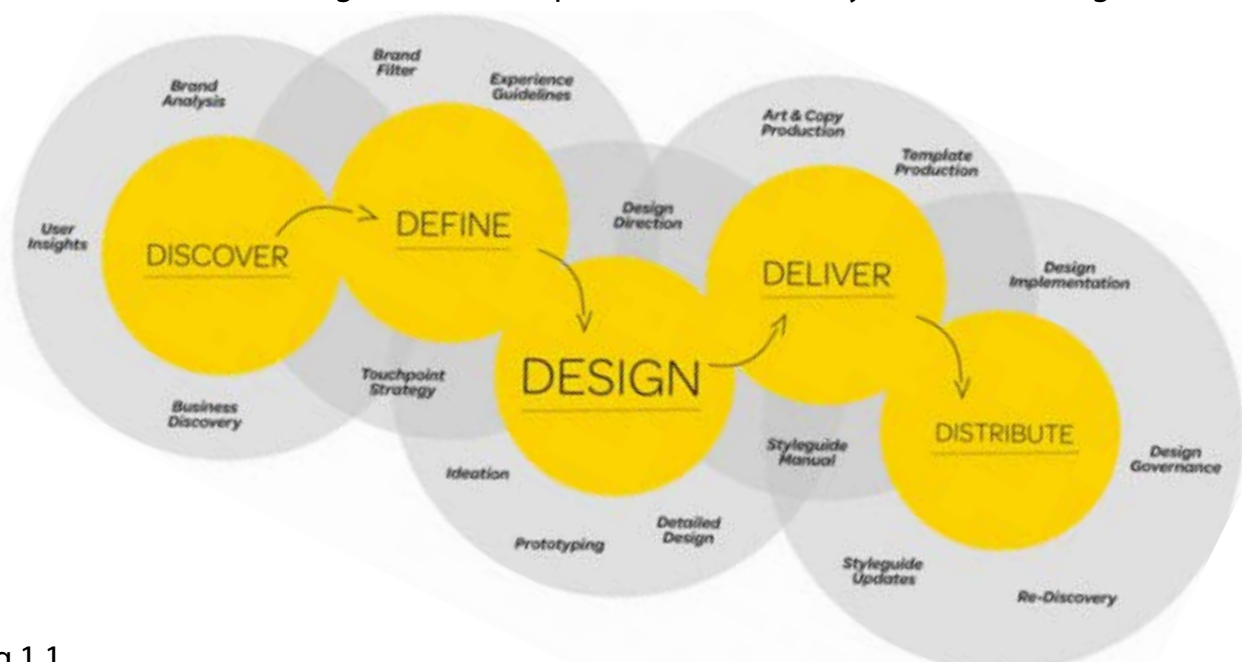 Brand
Filter
Experience
Guidelines
Brand
Analysis
Art & Copy
Production
Template
Production
User
Insights
DISCOVER
DEFINE
Design
Direction
DELIVER
Design
Implementation
Touchpoint
Strategy
DESIGN
Business
Discovery
Ideation
Styleguide
Manual
DISTRIBUTE
Design
Governance
Prototyping
Detailed
Design
Styleguide
Updates
Re-Discovery
1.1